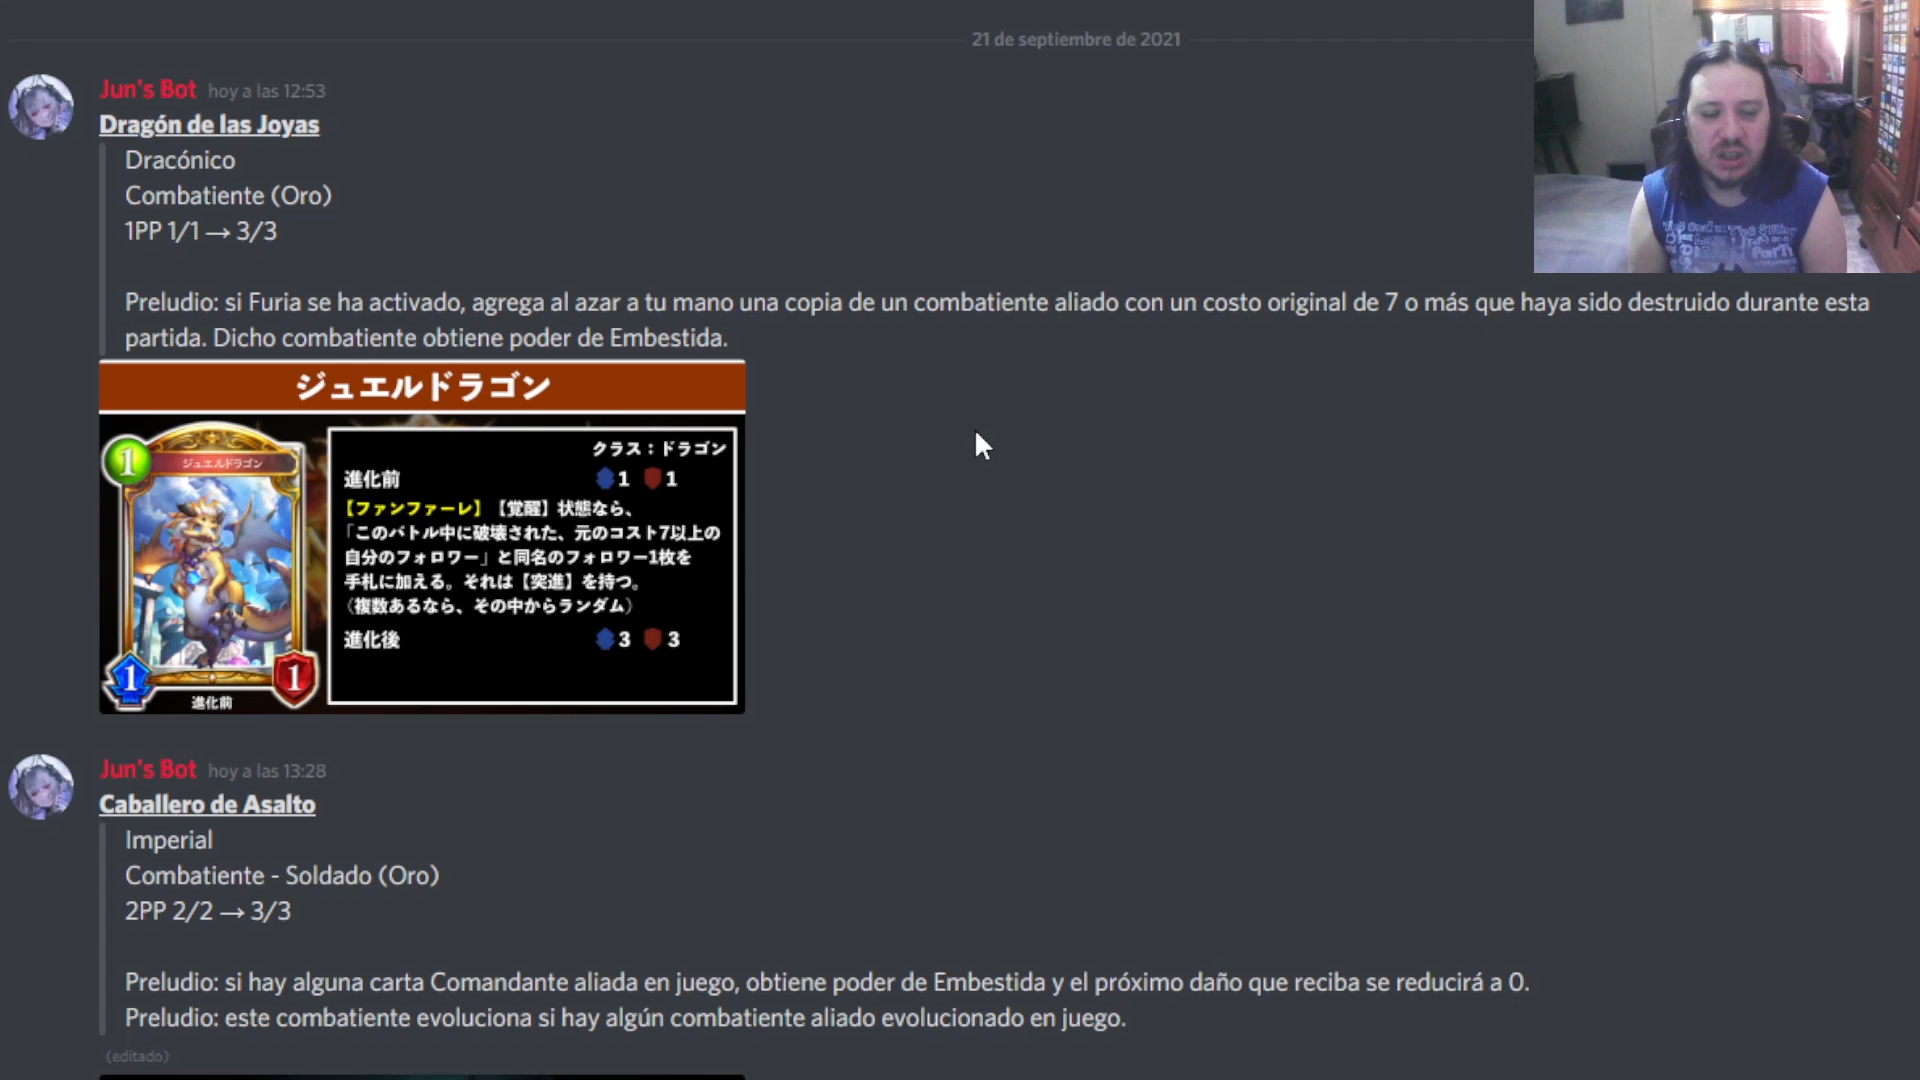 21 de septiembre de 2021
Jun's Bot hoy a las 12:53
Dragón de las Joyas
Dracónico
Combatiente (Oro)
1PP 1/1 → 3/3
Preludio: si Furia se ha activado, agrega al azar a tu mano una copia de un combatiente aliado con un costo original de 7 o más que haya sido destruido durante esta
partida. Dicho combatiente obtiene poder de Embestida.
ジュエルドラゴン
1
ジュエルドラゴン
1
1
進化前
クラス：ドラゴン
進化前 1 1
【ファンファーレ】【覚醒】状態なら、
「このバトル中に破壊された、元のコスト7以上の
自分のフォロワー」と同名のフォロワー1枚を
手札に加える。それは【突進】を持つ。
（複数あるなら、その中からランダム）
進化後 3 3
Jun's Bot hoy a las 13:28
Caballero de Asalto
Imperial
Combatiente - Soldado (Oro)
2PP 2/2 → 3/3
Preludio: si hay alguna carta Comandante aliada en juego, obtiene poder de Embestida y el próximo daño que reciba se reducirá a 0.
Preludio: este combatiente evoluciona si hay algún combatiente aliado evolucionado en juego.
(editado)